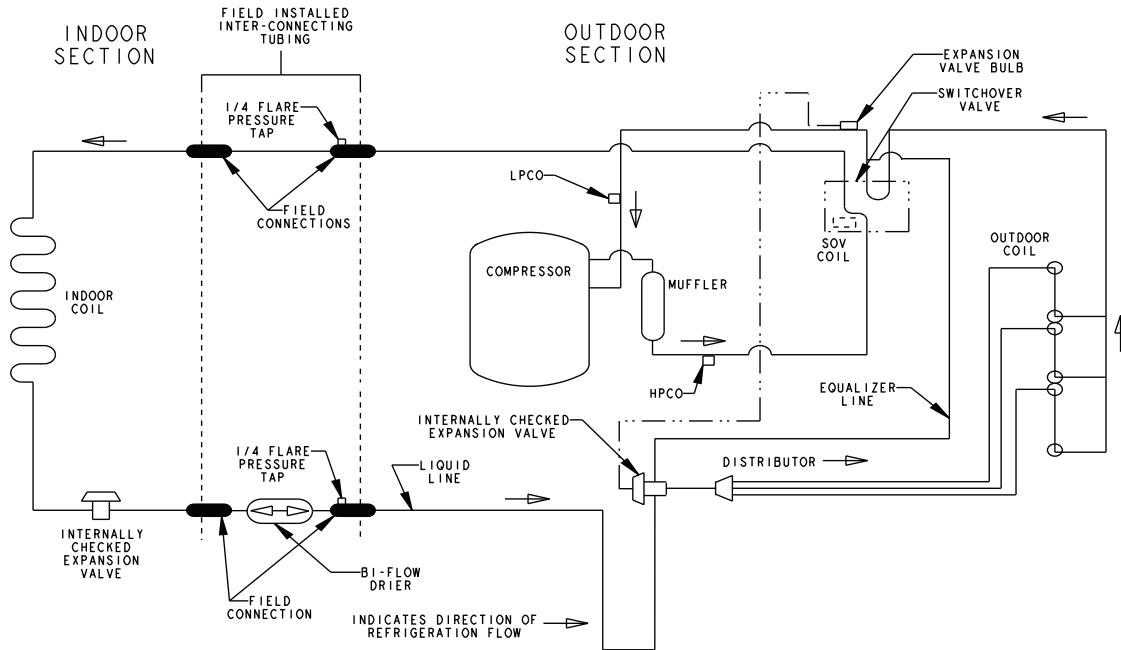 INDOOR
SECTION
FIELD INSTALLED
INTER-CONNECTING
TUBING
OUTDOOR
SECTION
EXPANSION
VALVE BULB
SWITCHOVER
VALVE
1/4 FLARE
PRESSURE
TAP
LPCO
FIELD
CONNECTIONS
SOV
COIL
OUTDOOR
COIL
COMPRESSOR
MUFFLER
INDOOR
COIL
HPCO
EQUALIZER
LINE
INTERNALLY CHECKED
EXPANSION VALVE
1/4 FLARE
PRESSURE
TAP
LIQUID
LINE
DISTRIBUTOR
INTERNALLY
CHECKED
EXPANSION
VALVE
BI-FLOW
DRIER
FIELD
CONNECTION
INDICATES DIRECTION OF
REFRIGERATION FLOW